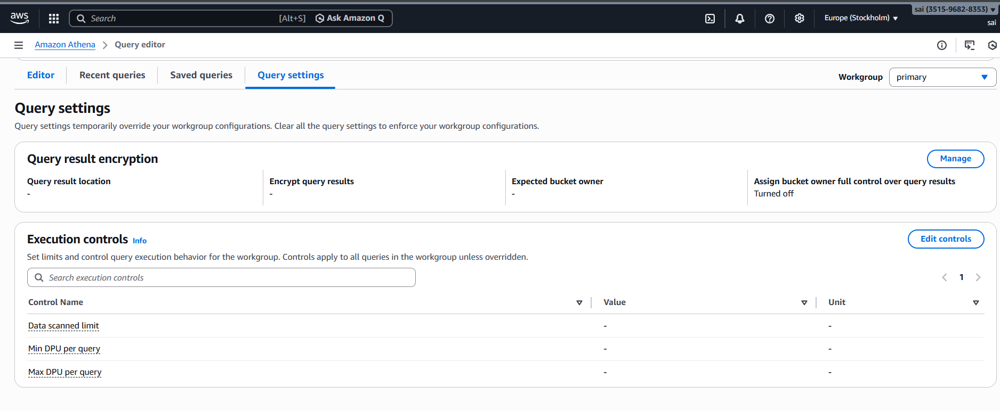 aws
Search [Alt+S] Ask Amazon Q
Europe (Stockholm)
sai (3515-9682-8353)
sai
Amazon Athena > Query editor
Editor
Recent queries
Saved queries
Query settings
Workgroup
primary
Query settings
Query settings temporarily override your workgroup configurations. Clear all the query settings to enforce your workgroup configurations.
Query result encryption
Manage
Query result location
-
Encrypt query results
-
Expected bucket owner
-
Assign bucket owner full control over query results
Turned off
Execution controls Info
Edit controls
Set limits and control query execution behavior for the workgroup. Controls apply to all queries in the workgroup unless overridden.
Search execution controls
1
Control Name Value Unit
Data scanned limit - -
Min DPU per query - -
Max DPU per query - -